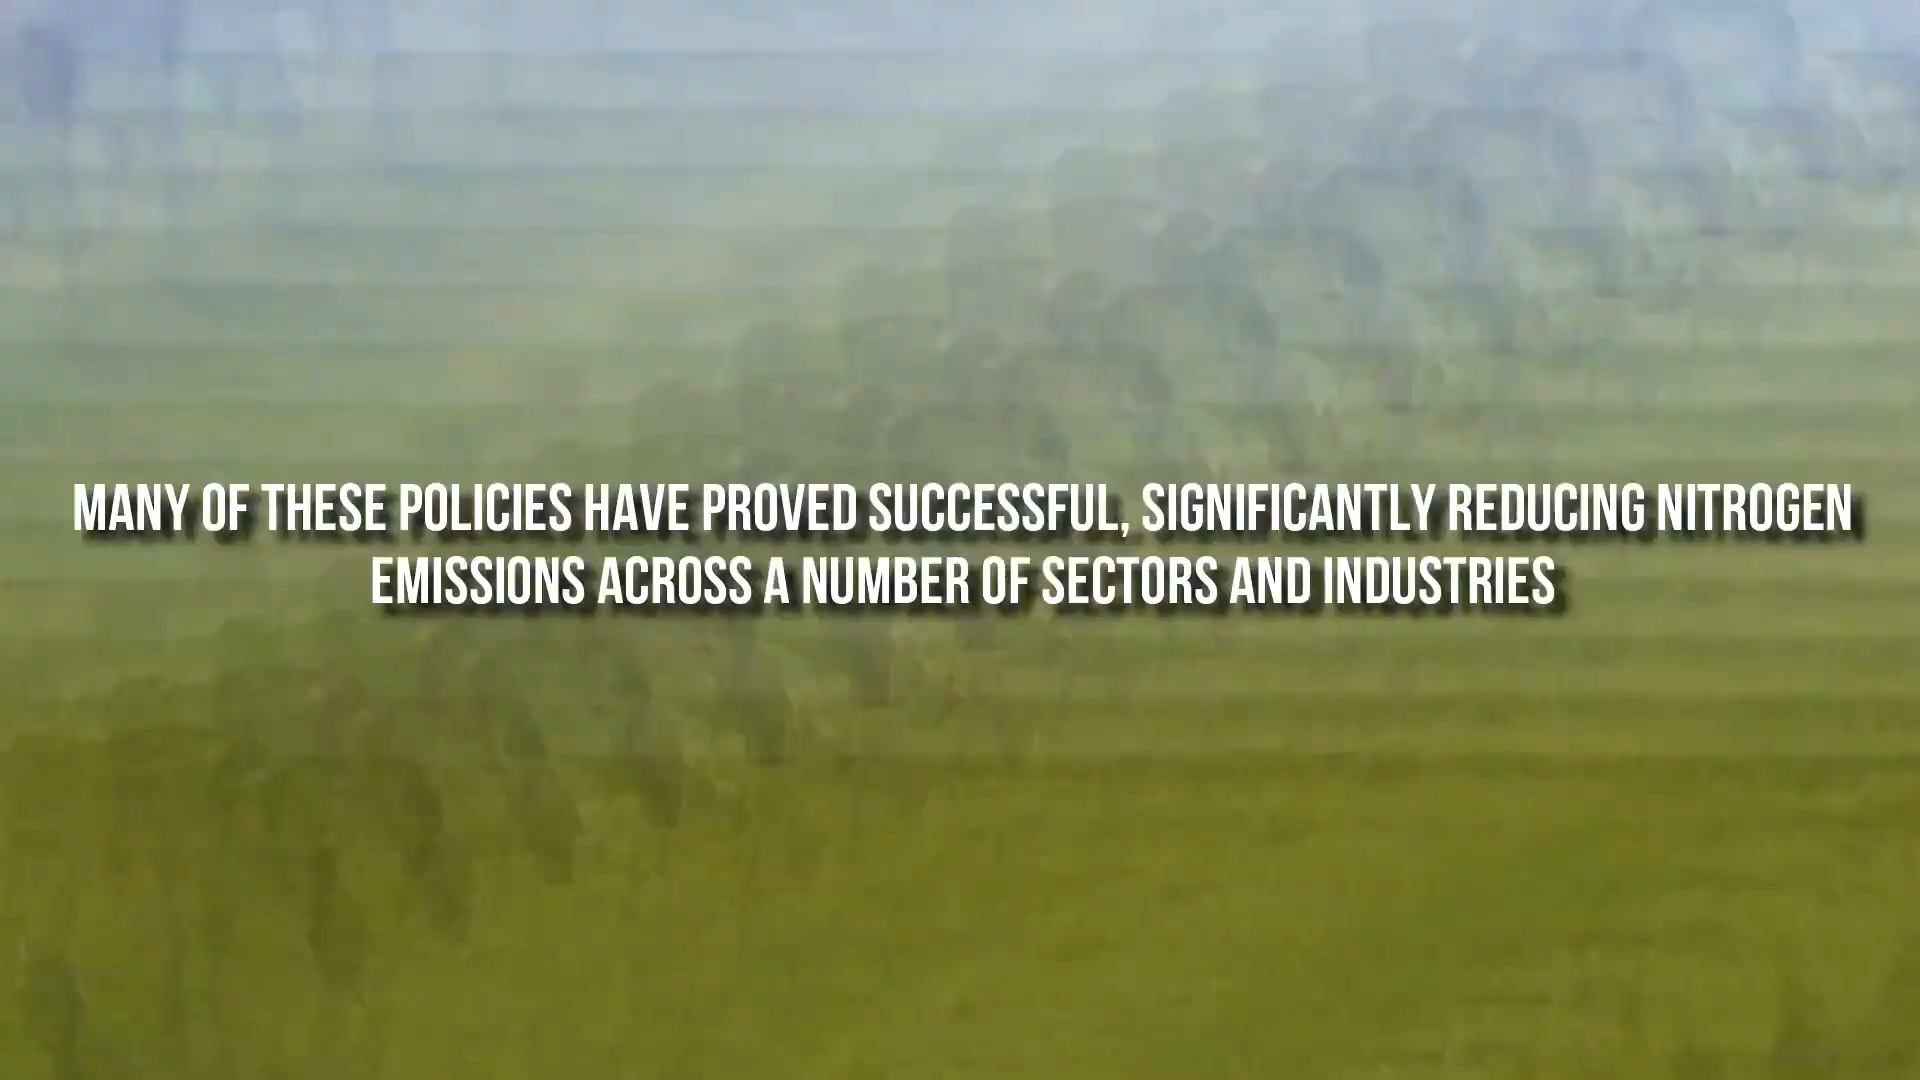 MANY OF THESE POLICIES HAVE PROVED SUCCESSFUL, SIGNIFICANTLY REDUCING NITROGEN
EMISSIONS ACROSS A NUMBER OF SECTORS AND INDUSTRIES